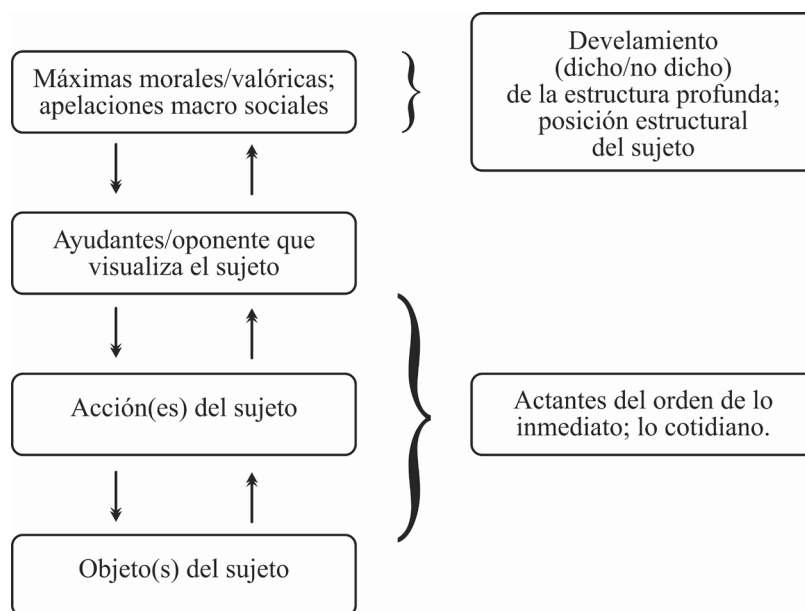 Máximas morales/valóricas;
apelaciones macro sociales
Develamiento
(dicho/no dicho)
de la estructura profunda;
posición estructural
del sujeto
Ayudantes/oponente que
visualiza el sujeto
Acción(es) del sujeto
Actantes del orden de lo
inmediato; lo cotidiano.
Objeto(s) del sujeto